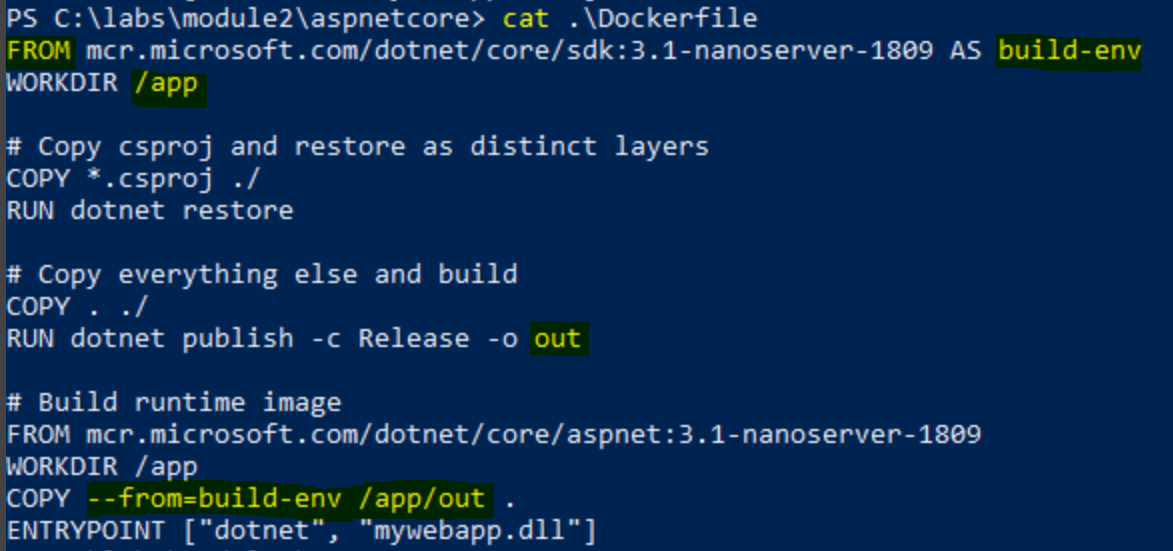 PS C:\labs\module2\aspnetcore> cat .\Dockerfile
FROM mcr.microsoft.com/dotnet/core/sdk:3.1-nanoserver-1809 AS build-env
WORKDIR /app
# Copy csproj and restore as distinct layers
COPY *.csproj ./
RUN dotnet restore
# Copy everything else and build
COPY . ./
RUN dotnet publish -c Release -o out
# Build runtime image
FROM mcr.microsoft.com/dotnet/core/aspnet:3.1-nanoserver-1809
WORKDIR /app
COPY --from=build-env /app/out .
ENTRYPOINT ["dotnet", "mywebapp.dll"]